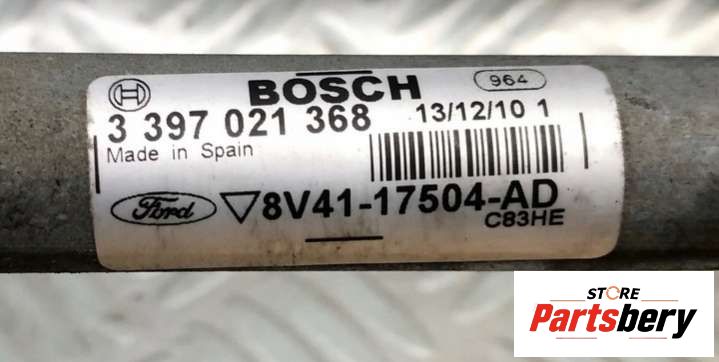 BOSCH 964
3 397 021 368 13/12/10 1
Made in Spain
Ford 8V41-17504-AD
C83HE
STORE
Partsbery